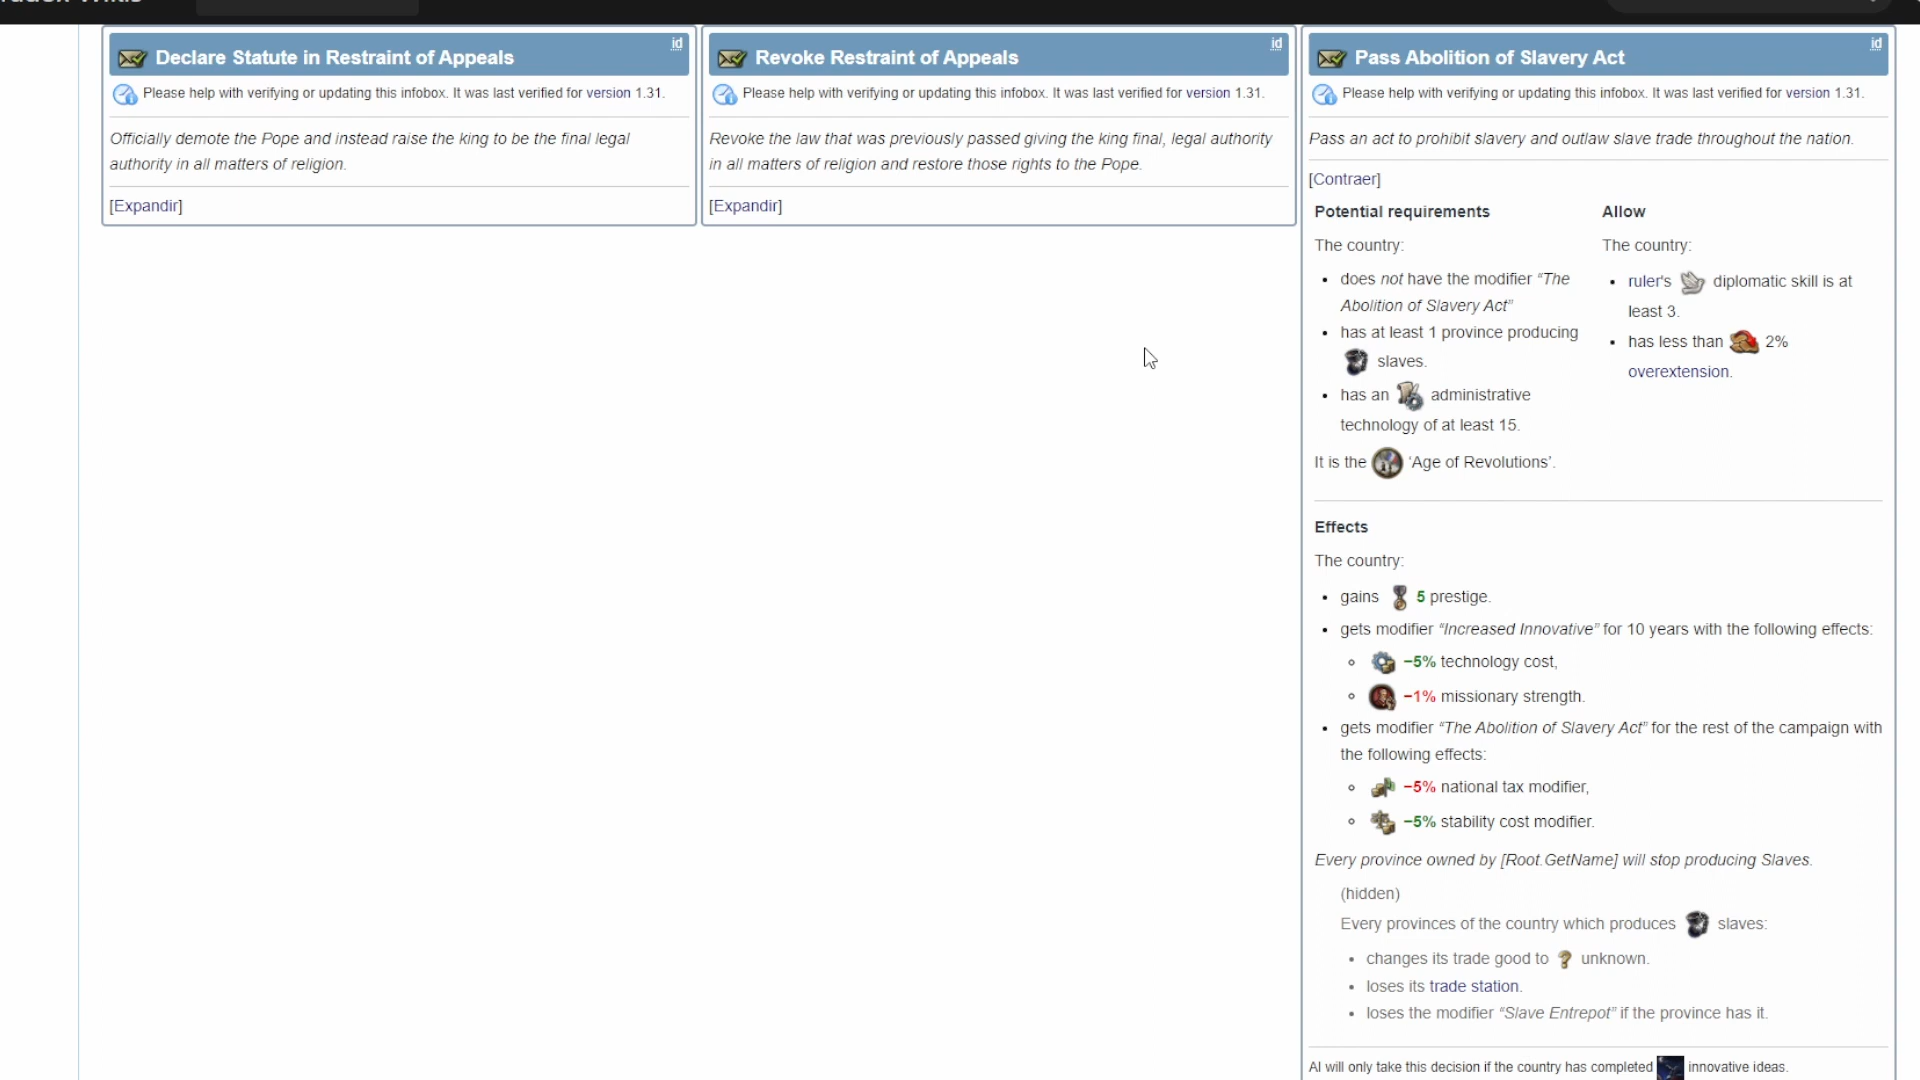 Declare Statute in Restraint of Appeals
id
Please help with verifying or updating this infobox. It was last verified for version 1.31.
Officially demote the Pope and instead raise the king to be the final legal
authority in all matters of religion.
[Expandir]
Revoke Restraint of Appeals
id
Please help with verifying or updating this infobox. It was last verified for version 1.31.
Revoke the law that was previously passed giving the king final, legal authority
in all matters of religion and restore those rights to the Pope.
[Expandir]
Pass Abolition of Slavery Act
id
Please help with verifying or updating this infobox. It was last verified for version 1.31.
Pass an act to prohibit slavery and outlaw slave trade throughout the nation.
[Contraer]
Potential requirements
The country:
does not have the modifier “The
Abolition of Slavery Act”
has at least 1 province producing
slaves.
has an administrative
technology of at least 15.
It is the ‘Age of Revolutions’.
Allow
The country:
ruler's diplomatic skill is at
least 3.
has less than 2%
overextension.
Effects
The country:
gains 5 prestige.
gets modifier “Increased Innovative” for 10 years with the following effects:
−5% technology cost,
−1% missionary strength.
gets modifier “The Abolition of Slavery Act” for the rest of the campaign with
the following effects:
−5% national tax modifier,
−5% stability cost modifier.
Every province owned by [Root.GetName] will stop producing Slaves.
(hidden)
Every provinces of the country which produces slaves:
changes its trade good to unknown.
loses its trade station.
loses the modifier “Slave Entrepot” if the province has it.
AI will only take this decision if the country has completed innovative ideas.